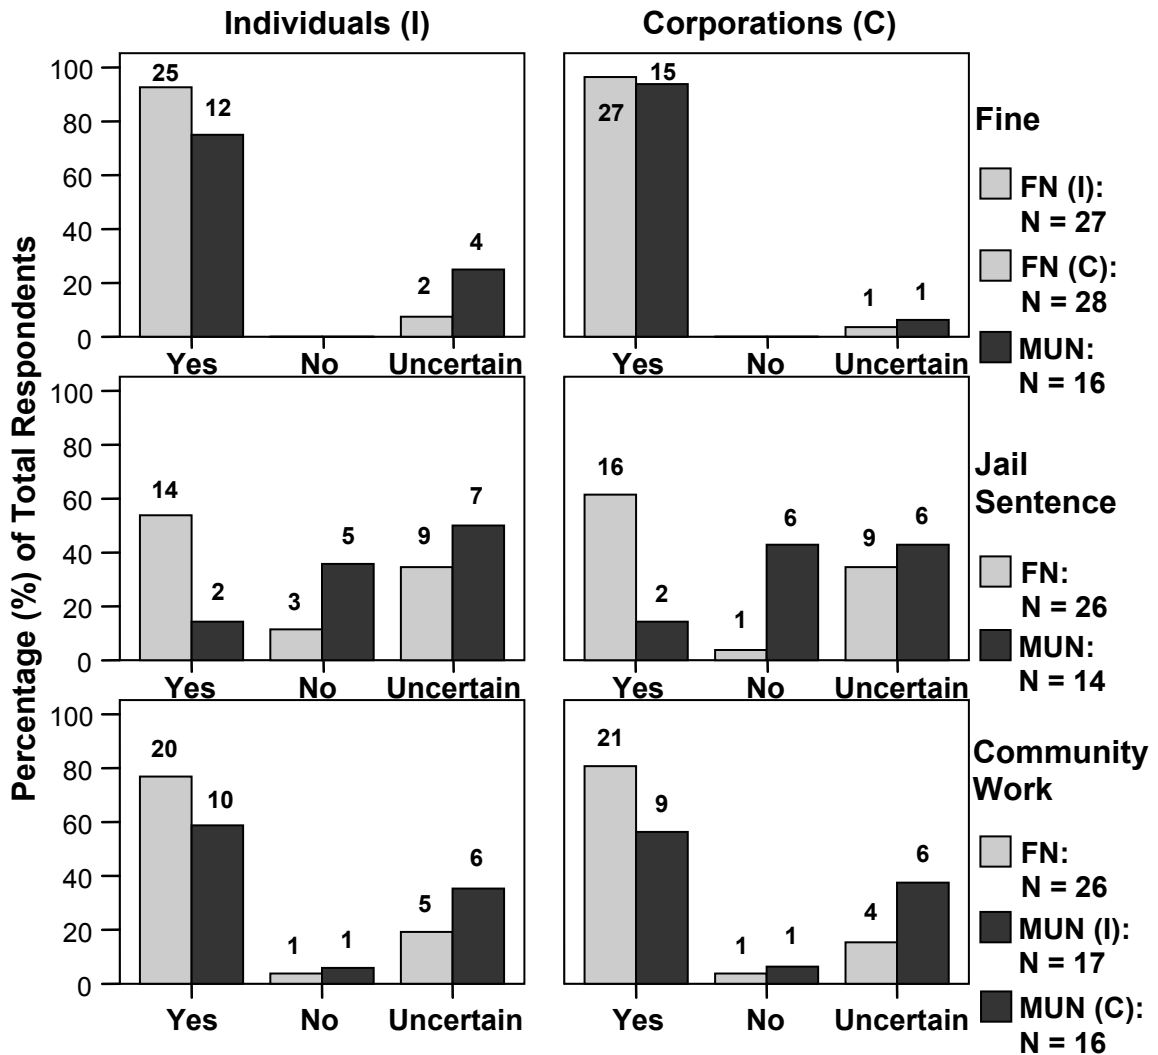 Individuals (I)
Corporations (C)
Percentage (%) of Total Respondents
100
80
60
40
20
0
25
12
2
4
Yes No Uncertain
27
15
1
1
Yes No Uncertain
Fine
FN (I):
N = 27
FN (C):
N = 28
MUN:
N = 16
100
80
60
40
20
0
14
2
3
5
9
7
Yes No Uncertain
16
2
1
6
9
6
Yes No Uncertain
Jail
Sentence
FN:
N = 26
MUN:
N = 14
100
80
60
40
20
0
20
10
1
1
5
6
Yes No Uncertain
21
9
1
1
4
6
Yes No Uncertain
Community
Work
FN:
N = 26
MUN (I):
N = 17
MUN (C):
N = 16